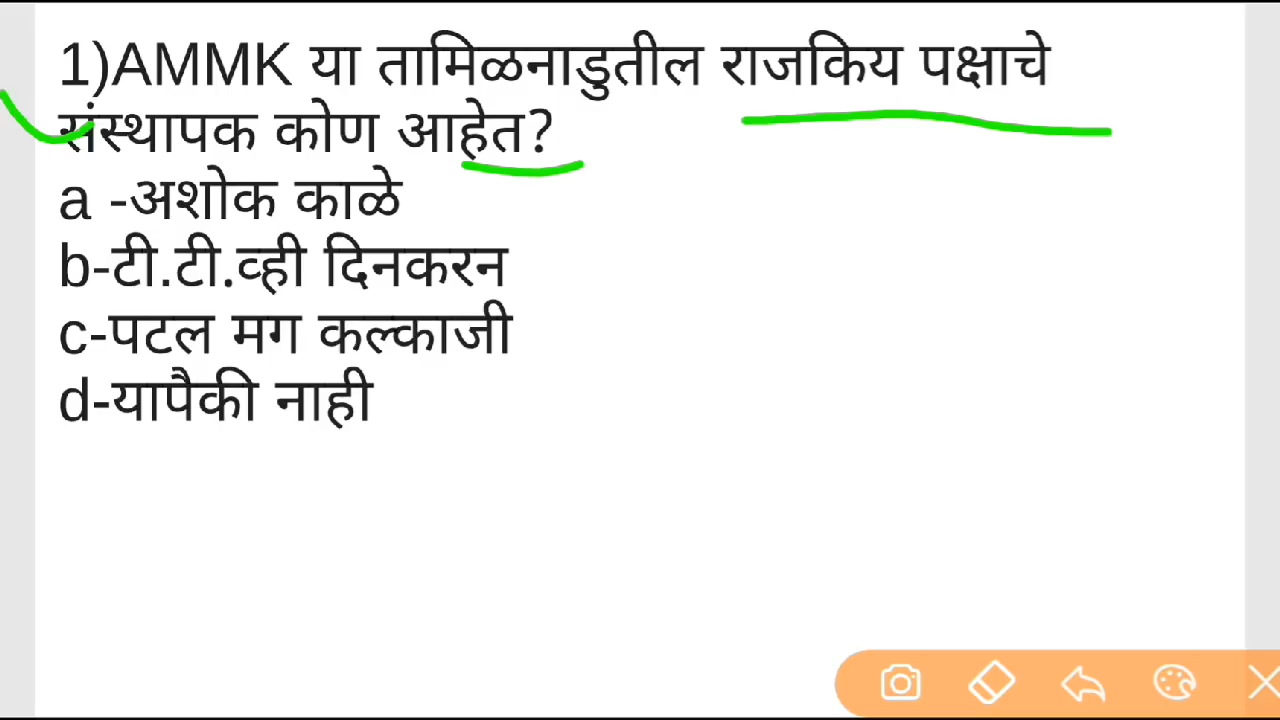 1)AMMK या तामिळनाडुतील राजकिय पक्षाचे
संस्थापक कोण आहेत?
a -अशोक काळे
b-टी.टी.व्ही दिनकरन
c-पटल मग कल्काजी
d-यापैकी नाही